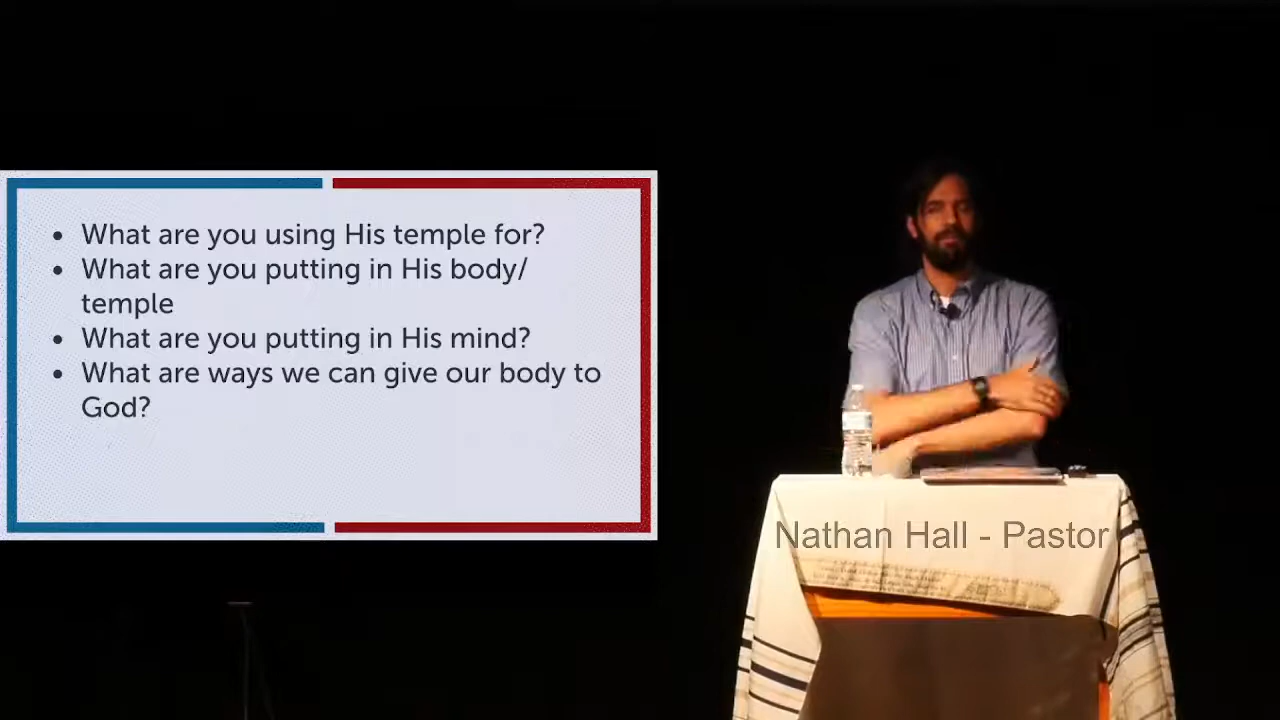 • What are you using His temple for?
• What are you putting in His body/
temple
• What are you putting in His mind?
• What are ways we can give our body to
God?
Nathan Hall - Pastor